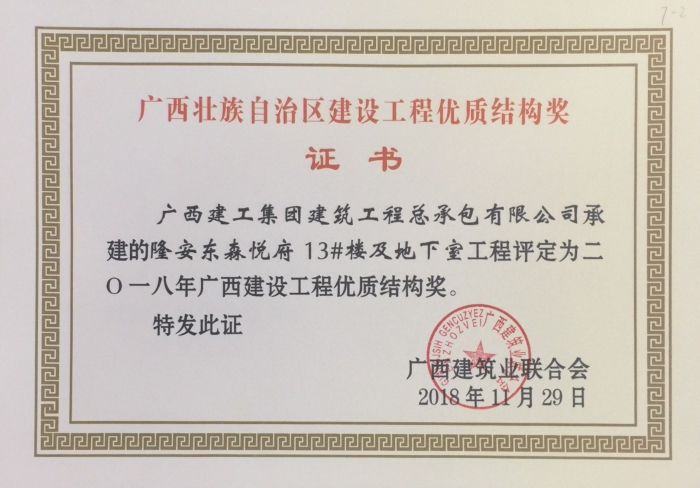 7-2
广西壮族自治区建设工程优质结构奖
证书
广西建工集团建筑工程总承包有限公司承
建的隆安东森悦府13#楼及地下室工程评定为二
〇一八年广西建设工程优质结构奖。
特发此证
广西建筑业联合会
2018年11月29日